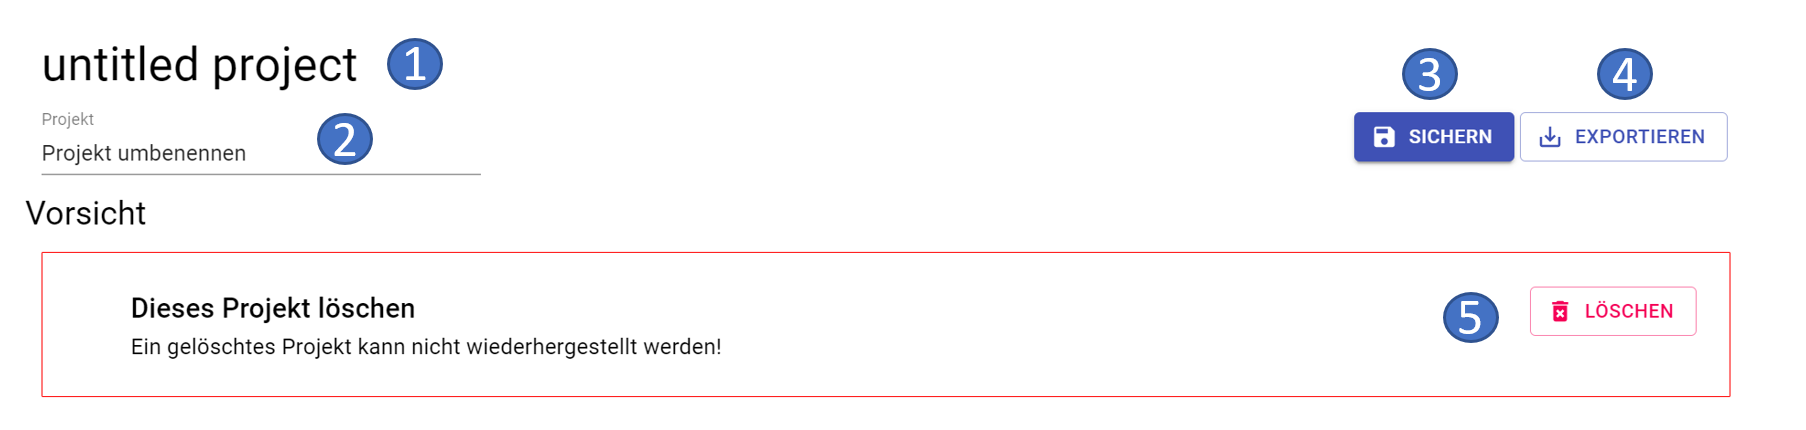 untitled project 1
Projekt
Projekt umbenennen 2
3 4
SICHERN EXPORTIEREN
Vorsicht
Dieses Projekt löschen
Ein gelöschtes Projekt kann nicht wiederhergestellt werden!
5 LÖSCHEN